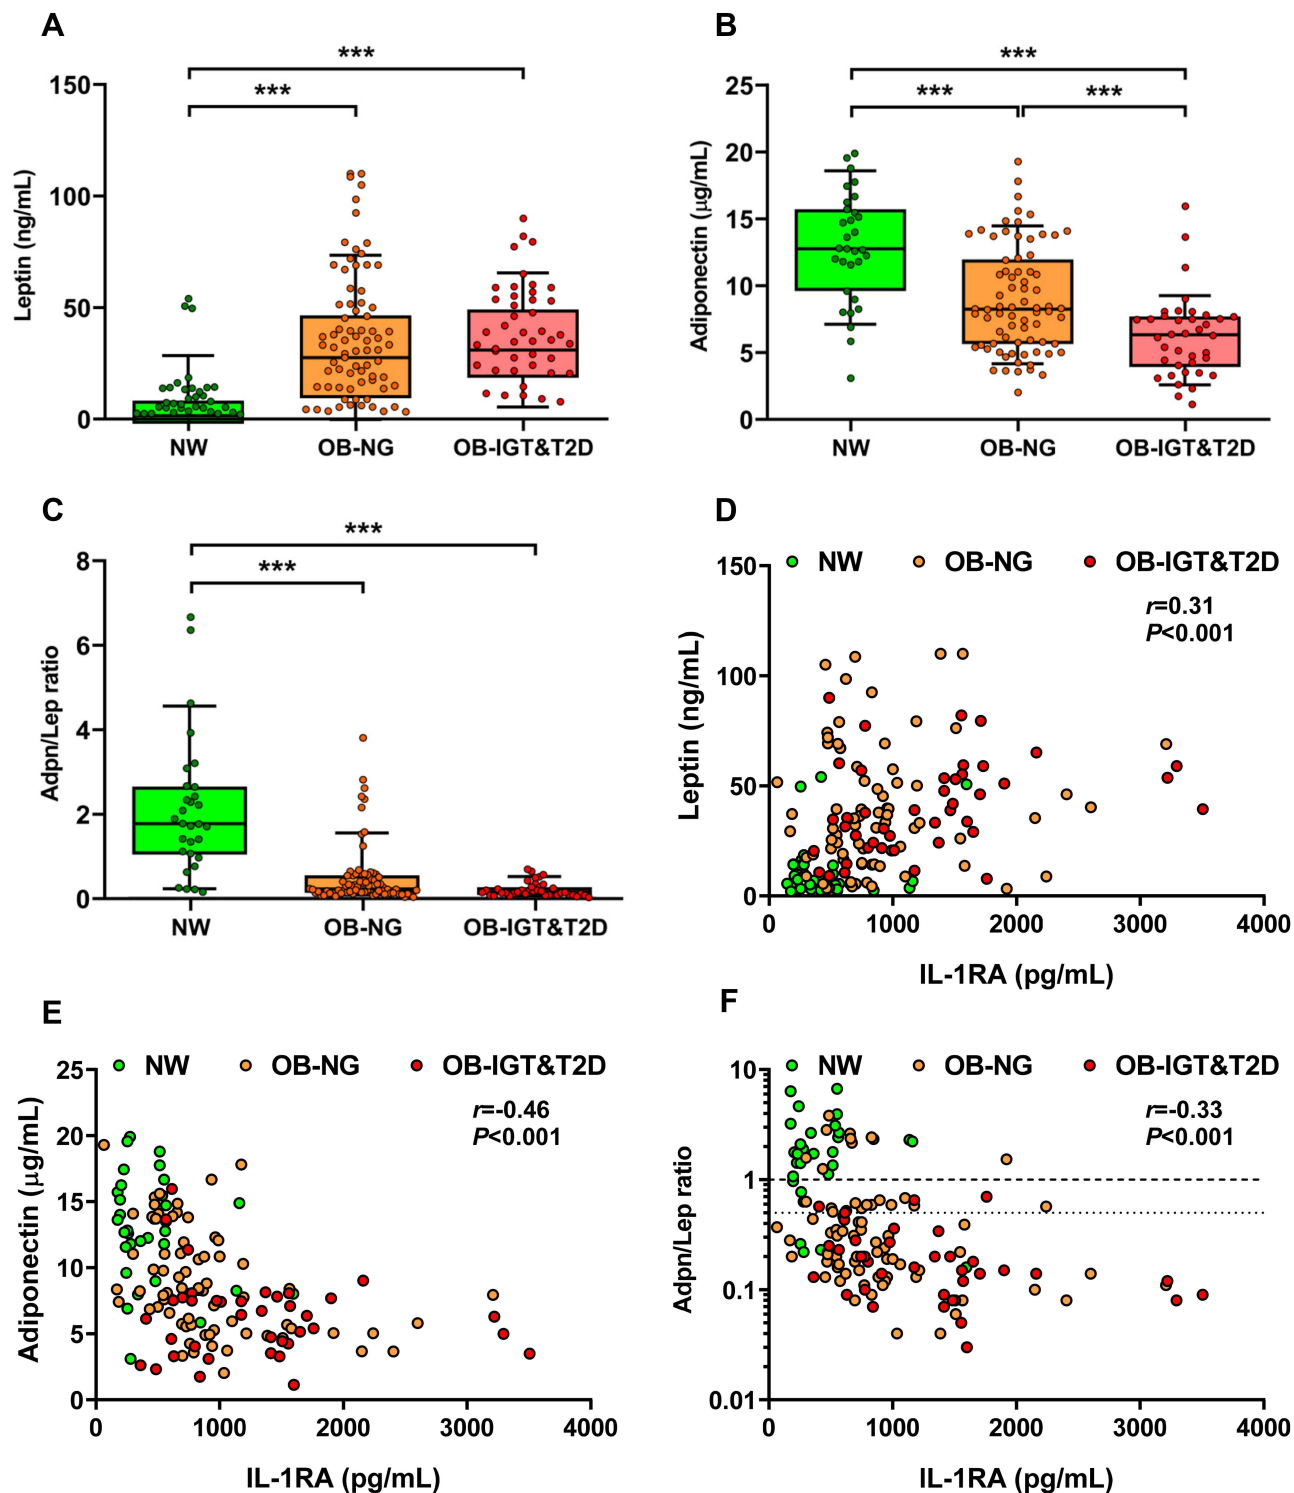 A
***
***
150
100
50
0
Leptin (ng/mL)
NW
OB-NG
OB-IGT&T2D
B
***
***
***
25
20
15
10
5
0
Adiponectin (μg/mL)
NW
OB-NG
OB-IGT&T2D
C
***
***
8
6
4
2
0
Adpn/Lep ratio
NW
OB-NG
OB-IGT&T2D
D
NW
OB-NG
OB-IGT&T2D
r=0.31
P<0.001
150
100
50
0
Leptin (ng/mL)
0
1000
2000
3000
4000
IL-1RA (pg/mL)
E
NW
OB-NG
OB-IGT&T2D
r=-0.46
P<0.001
25
20
15
10
5
0
Adiponectin (μg/mL)
0
1000
2000
3000
4000
IL-1RA (pg/mL)
F
NW
OB-NG
OB-IGT&T2D
r=-0.33
P<0.001
10
1
0.1
0.01
Adpn/Lep ratio
0
1000
2000
3000
4000
IL-1RA (pg/mL)